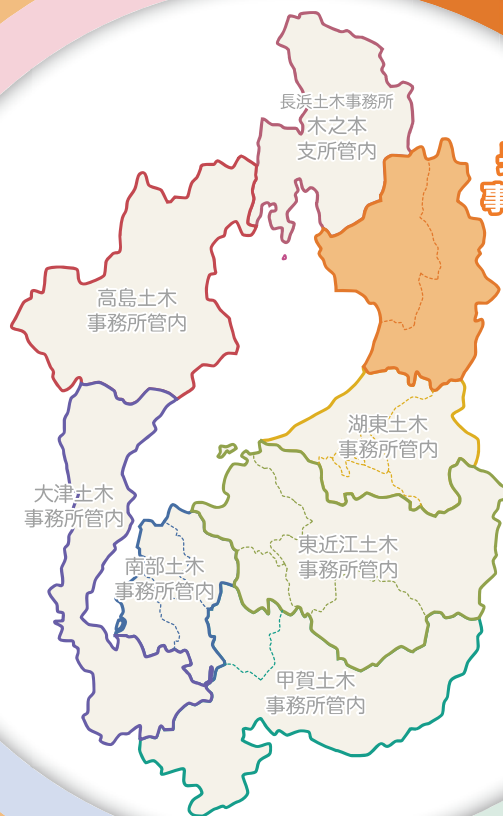 長浜土木事務所
木之本
支所管内
事
高島土木
事務所管内
湖東土木
事務所管内
大津土木
事務所管内
東近江土木
事務所管内
南部土木
事務所管内
甲賀土木
事務所管内